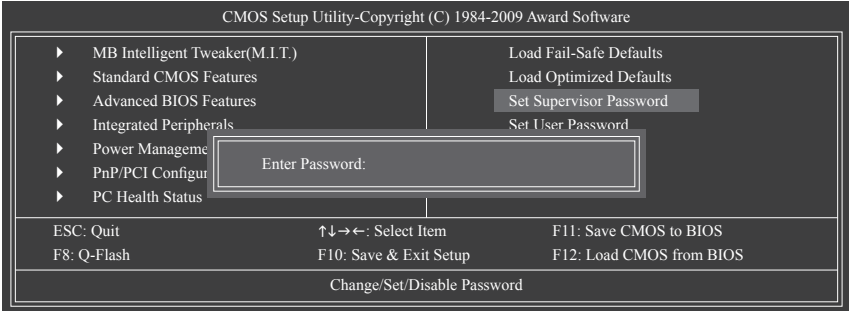 CMOS Setup Utility-Copyright (C) 1984-2009 Award Software
MB Intelligent Tweaker(M.I.T.)
Standard CMOS Features
Advanced BIOS Features
Integrated Peripherals
Power Manageme
PnP/PCI Configur
PC Health Status
Load Fail-Safe Defaults
Load Optimized Defaults
Set Supervisor Password
Set User Password
Enter Password:
ESC: Quit ↑↓→←: Select Item F11: Save CMOS to BIOS
F8: Q-Flash F10: Save & Exit Setup F12: Load CMOS from BIOS
Change/Set/Disable Password